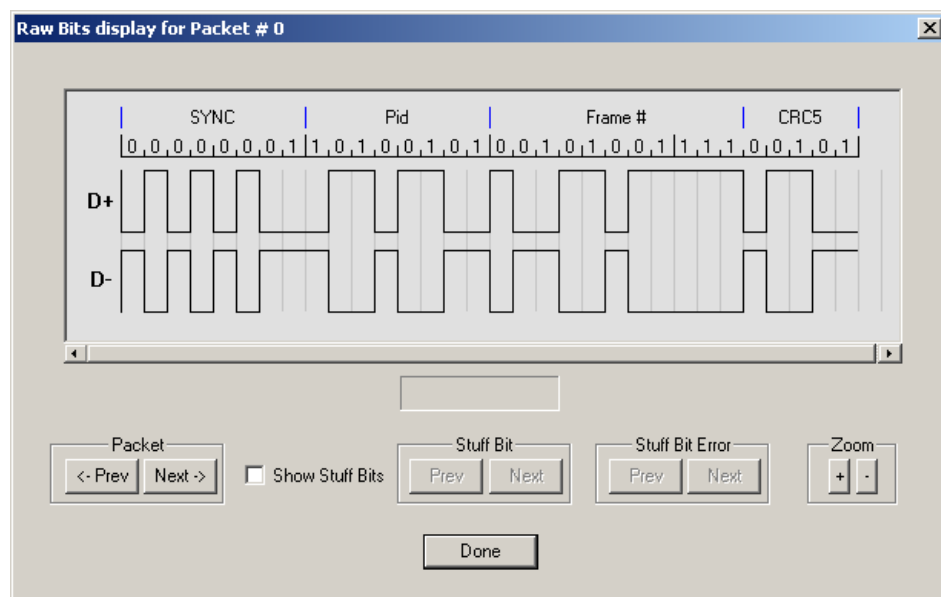 Raw Bits display for Packet # 0
SYNC Pid Frame # CRC5
0,0,0,0,0,0,0,1 1,0,1,0,0,1,0,1 0,0,1,0,1,0,0,1,1,1,1 0,0,1,0,1
D+
D-
Packet Stuff Bit Stuff Bit Error Zoom
<- Prev Next -> Show Stuff Bits Prev Next Prev Next + -
Done